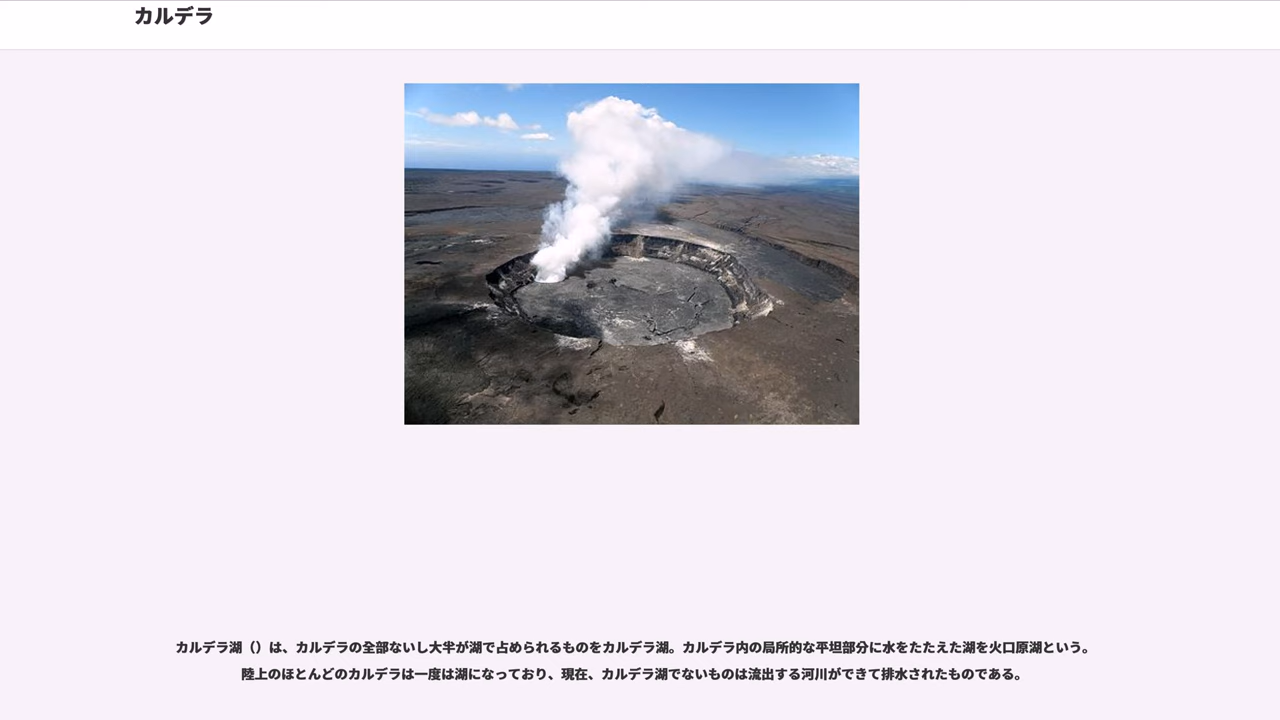 カルデラ
カルデラ湖（）は、カルデラの全部ないし大半が湖で占められるものをカルデラ湖。カルデラ内の局所的な平坦部分に水をたたえた湖を火口原湖という。
陸上のほとんどのカルデラは一度は湖になっており、現在、カルデラ湖でないものは流出する河川ができて排水されたものである。